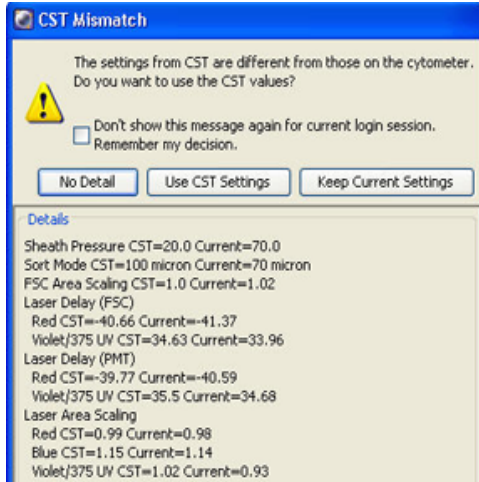 CST Mismatch
The settings from CST are different from those on the cytometer.
Do you want to use the CST values?
Don't show this message again for current login session.
Remember my decision.
No Detail Use CST Settings Keep Current Settings
Details
Sheath Pressure CST=20.0 Current=70.0
Sort Mode CST=100 micron Current=70 micron
FSC Area Scaling CST=1.0 Current=1.02
Laser Delay (FSC)
Red CST=-40.66 Current=-41.37
Violet/375 UV CST=34.63 Current=33.96
Laser Delay (PMT)
Red CST=-39.77 Current=-40.59
Violet/375 UV CST=35.5 Current=34.68
Laser Area Scaling
Red CST=0.99 Current=0.98
Blue CST=1.15 Current=1.14
Violet/375 UV CST=1.02 Current=0.93